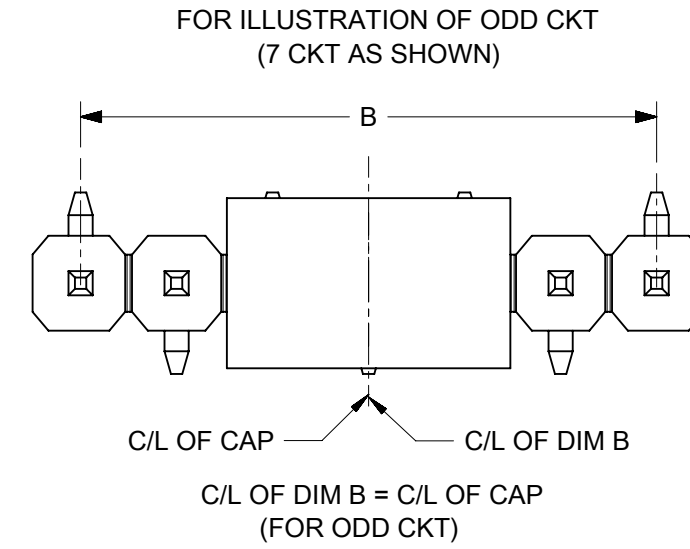 FOR ILLUSTRATION OF ODD CKT
(7 CKT AS SHOWN)
B
C/L OF CAP
C/L OF DIM B
C/L OF DIM B = C/L OF CAP
(FOR ODD CKT)